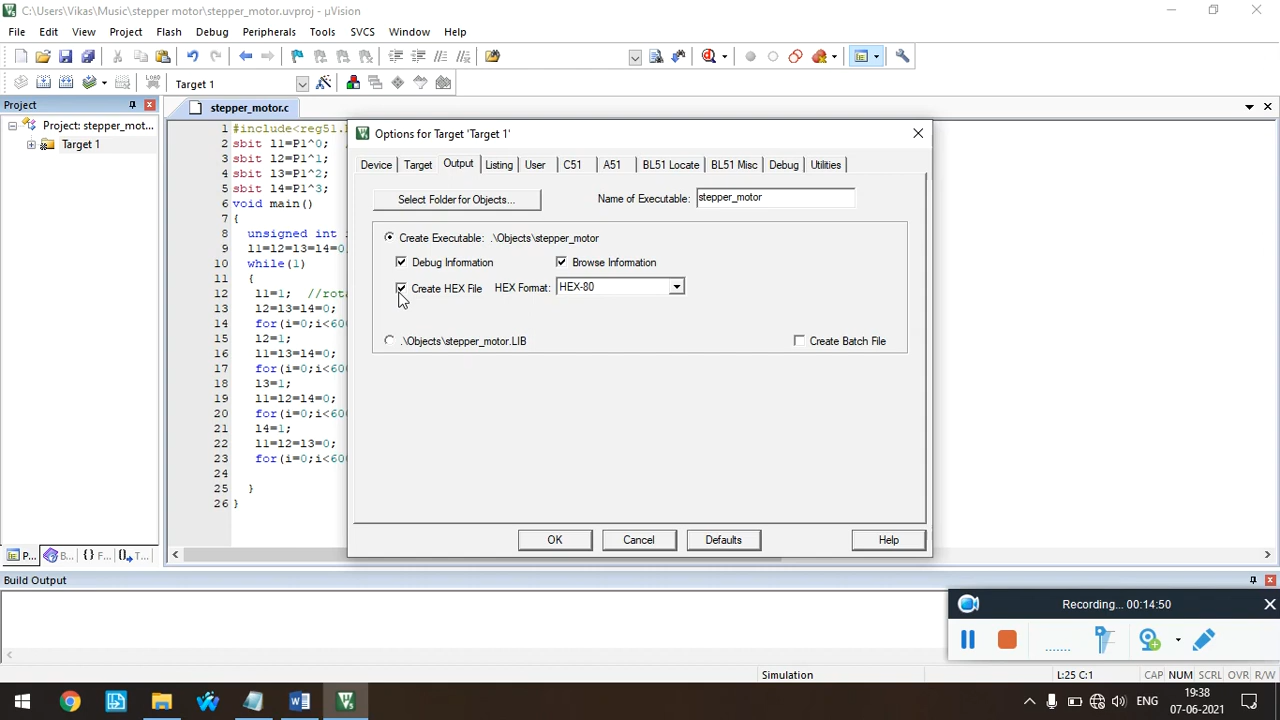 C:\Users\Vikas\Music\stepper motor\stepper_motor.uvproj - µVision
File Edit View Project Flash Debug Peripherals Tools SVCS Window Help
Target 1
Project
stepper_motor.c
Project: stepper_mot...
Target 1
1 #include<reg51.
2 sbit l1=P1^0;
3 sbit l2=P1^1;
4 sbit l3=P1^2;
5 sbit l4=P1^3;
6 void main()
7 {
8 unsigned int
9 l1=l2=l3=l4=0
10 while(1)
11 {
12 l1=1; //rot
13 l2=l3=l4=0;
14 for(i=0;i<60
15 l2=1;
16 l1=l3=l4=0;
17 for(i=0;i<60
18 l3=1;
19 l1=l2=l4=0;
20 for(i=0;i<60
21 l4=1;
22 l1=l2=l3=0;
23 for(i=0;i<60
24
25 }
26 }
Options for Target 'Target 1'
Device Target Output Listing User C51 A51 BL51 Locate BL51 Misc Debug Utilities
Select Folder for Objects... Name of Executable: stepper_motor
Create Executable: .\Objects\stepper_motor
Debug Information Browse Information
Create HEX File HEX Format: HEX-80
.\Objects\stepper_motor.LIB Create Batch File
OK Cancel Defaults Help
P... B... {} F... T...
Build Output
Recording... 00:14:50
Simulation L:25 C:1 CAP NUM SCRL OVR R/W
ENG
19:38
07-06-2021